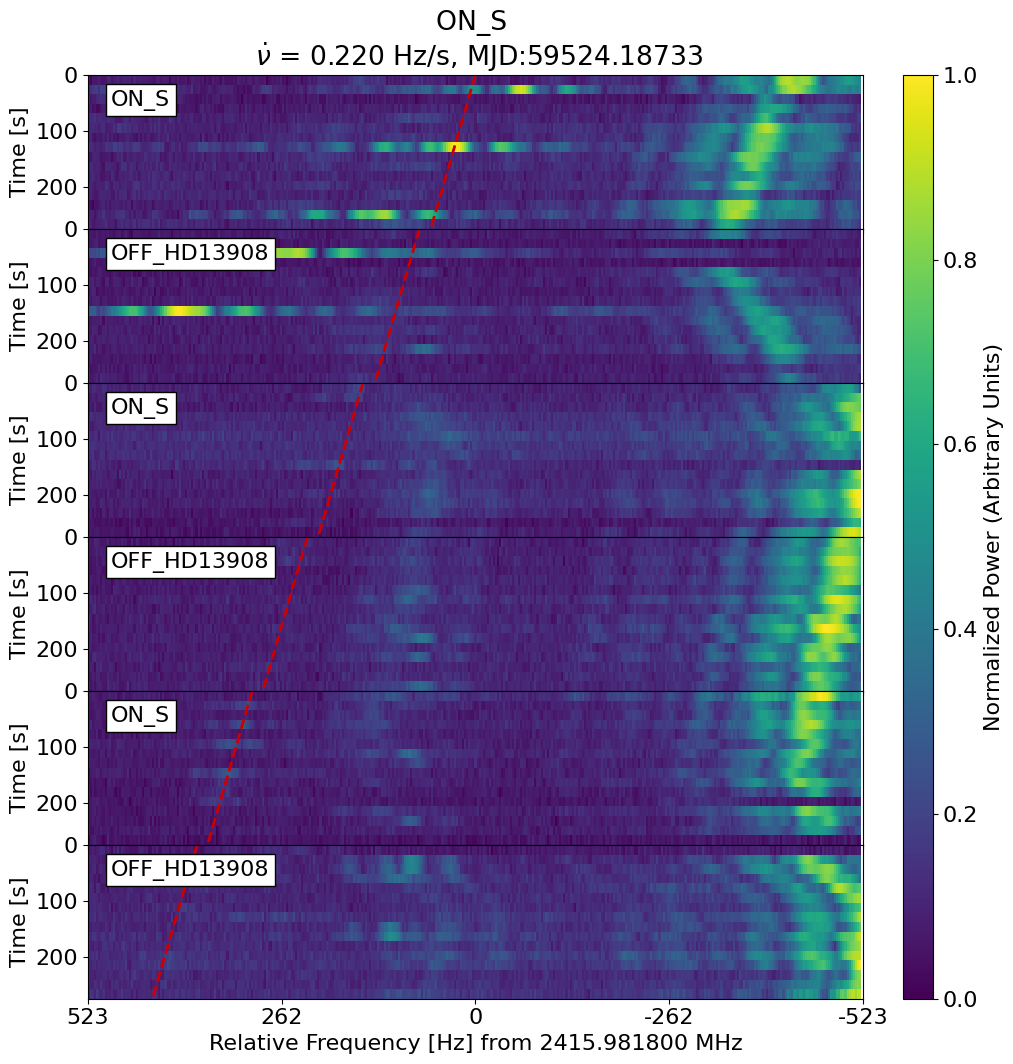 ON_S
ν̇ = 0.220 Hz/s, MJD:59524.18733
0
ON_S
100
200
Time [s]
0
OFF_HD13908
100
200
Time [s]
0
ON_S
100
200
Time [s]
0
OFF_HD13908
100
200
Time [s]
0
ON_S
100
200
Time [s]
0
OFF_HD13908
100
200
Time [s]
523 262 0 -262 -523
Relative Frequency [Hz] from 2415.981800 MHz
1.0
0.8
0.6
0.4
0.2
0.0
Normalized Power (Arbitrary Units)